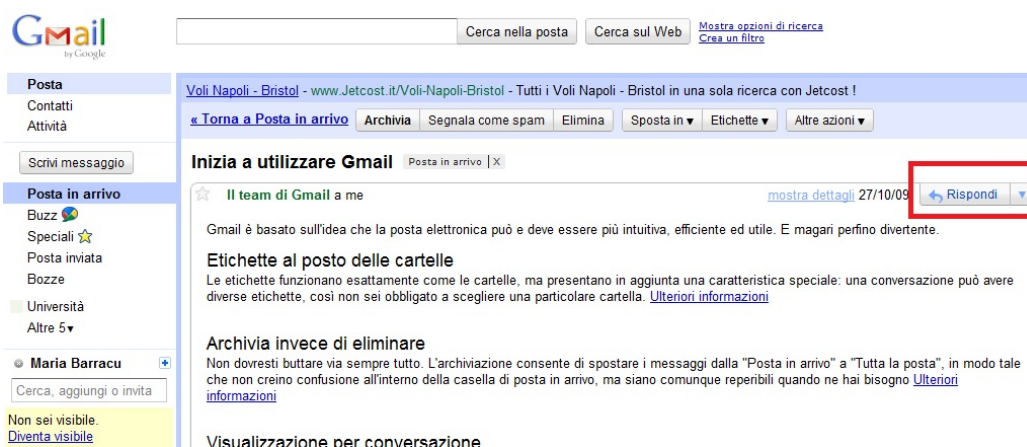 Gmail
by Google
Cerca nella posta
Cerca sul Web
Mostra opzioni di ricerca
Crea un filtro
Posta
Contatti
Attività
Scrivi messaggio
Posta in arrivo
Buzz
Speciali
Posta inviata
Bozze
Università
Altre 5▾
Maria Barracu
Cerca, aggiungi o invita
Non sei visibile.
Diventa visibile
Voli Napoli - Bristol - www.Jetcost.it/Voli-Napoli-Bristol - Tutti i Voli Napoli - Bristol in una sola ricerca con Jetcost !
« Torna a Posta in arrivo Archivia Segnala come spam Elimina Sposta in ▾ Etichette ▾ Altre azioni ▾
Inizia a utilizzare Gmail Posta in arrivo | X
Il team di Gmail a me mostra dettagli 27/10/09 Rispondi ▾
Gmail è basato sull'idea che la posta elettronica può e deve essere più intuitiva, efficiente ed utile. E magari perfino divertente.
Etichette al posto delle cartelle
Le etichette funzionano esattamente come le cartelle, ma presentano in aggiunta una caratteristica speciale: una conversazione può avere
diverse etichette, così non sei obbligato a scegliere una particolare cartella. Ulteriori informazioni
Archivia invece di eliminare
Non dovresti buttare via sempre tutto. L'archiviazione consente di spostare i messaggi dalla "Posta in arrivo" a "Tutta la posta", in modo tale
che non creino confusione all'interno della casella di posta in arrivo, ma siano comunque reperibili quando ne hai bisogno Ulteriori
informazioni
Visualizzazione per conversazione